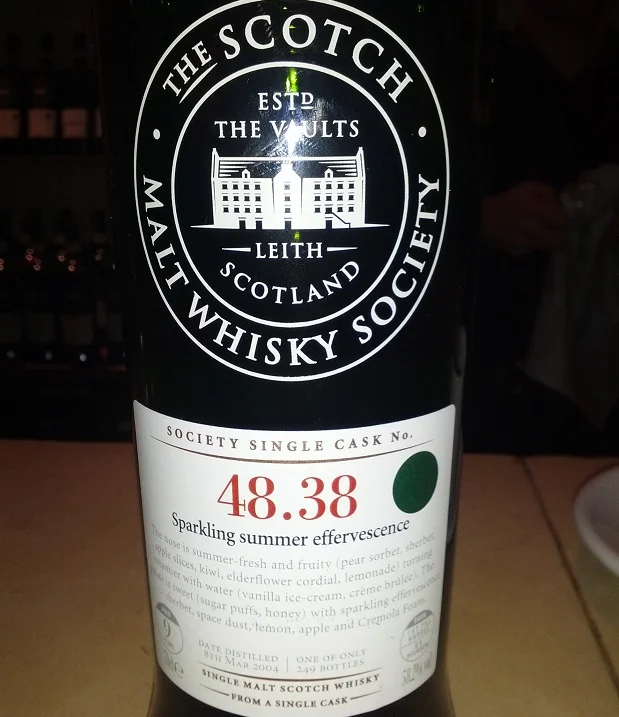 THE SCOTCH
MALT WHISKY SOCIETY
ESTD
THE VAULTS
LEITH
SCOTLAND
SOCIETY SINGLE CASK No.
48.38
Sparkling summer effervescence
The nose is summer-fresh and fruity (pear sorbet, sherbet,
apple slices, kiwi, elderflower cordial, lemonade) turning
creamier with water (vanilla ice-cream, crème brûlée). The
taste is sweet (sugar puffs, honey) with sparkling effervescence
sherbet, space dust, lemon, apple and Cremola Foam.
9
DATE DISTILLED
8TH MAR 2004
ONE OF ONLY
249 BOTTLES
SINGLE MALT SCOTCH WHISKY
FROM A SINGLE CASK